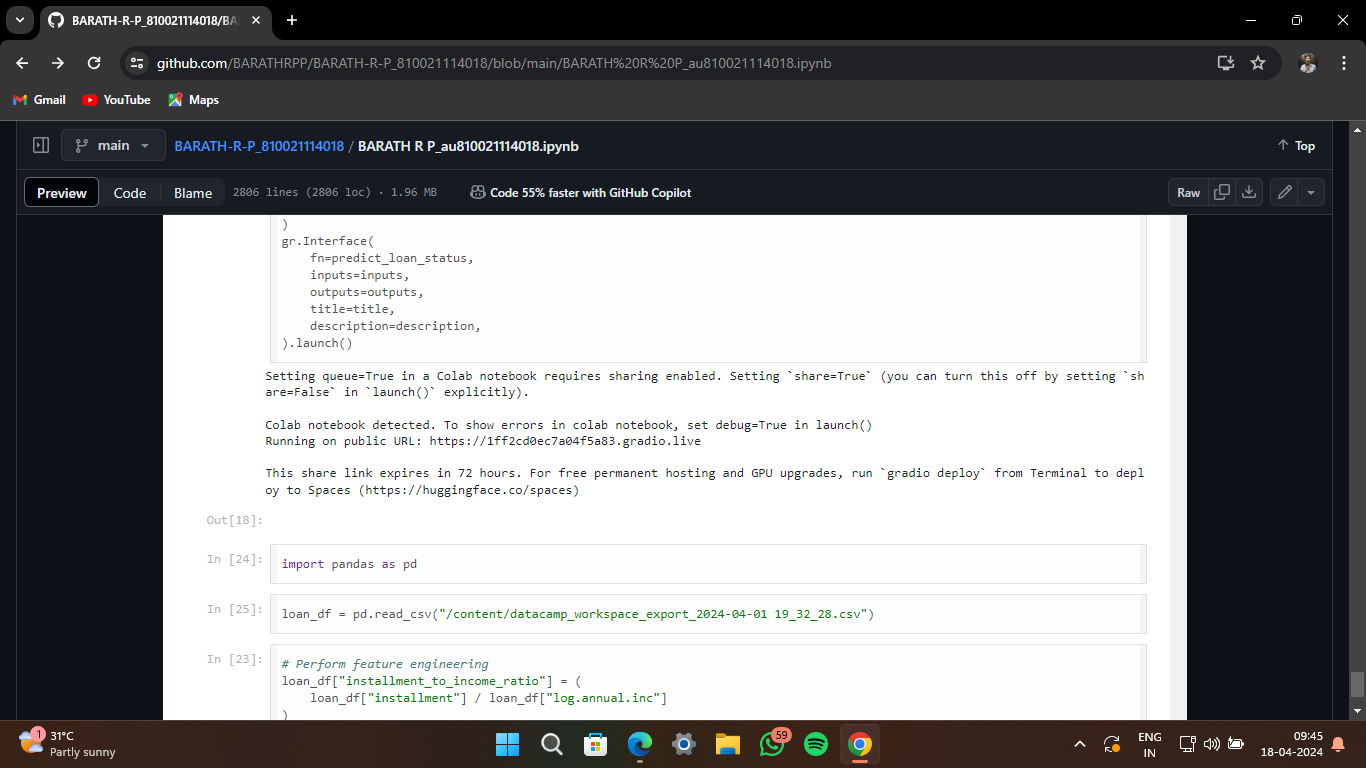 BARATH-R-P_810021114018/BA
github.com/BARATHRPP/BARATH-R-P_810021114018/blob/main/BARATH%20R%20P_au810021114018.ipynb
Gmail YouTube Maps
main BARATH-R-P_810021114018 / BARATH R P_au810021114018.ipynb Top
Preview Code Blame 2806 lines (2806 loc) · 1.96 MB Code 55% faster with GitHub Copilot Raw
)
gr.Interface(
    fn=predict_loan_status,
    inputs=inputs,
    outputs=outputs,
    title=title,
    description=description,
).launch()
Setting queue=True in a Colab notebook requires sharing enabled. Setting `share=True` (you can turn this off by setting `sh
are=False` in `launch()` explicitly).
Colab notebook detected. To show errors in colab notebook, set debug=True in launch()
Running on public URL: https://1ff2cd0ec7a04f5a83.gradio.live
This share link expires in 72 hours. For free permanent hosting and GPU upgrades, run `gradio deploy` from Terminal to depl
oy to Spaces (https://huggingface.co/spaces)
Out[18]:
In [24]: import pandas as pd
In [25]: loan_df = pd.read_csv("/content/datacamp_workspace_export_2024-04-01 19_32_28.csv")
In [23]: # Perform feature engineering
loan_df["installment_to_income_ratio"] = (
    loan_df["installment"] / loan_df["log.annual.inc"]
)
1 31°C
Partly sunny
59
ENG
IN
09:45
18-04-2024